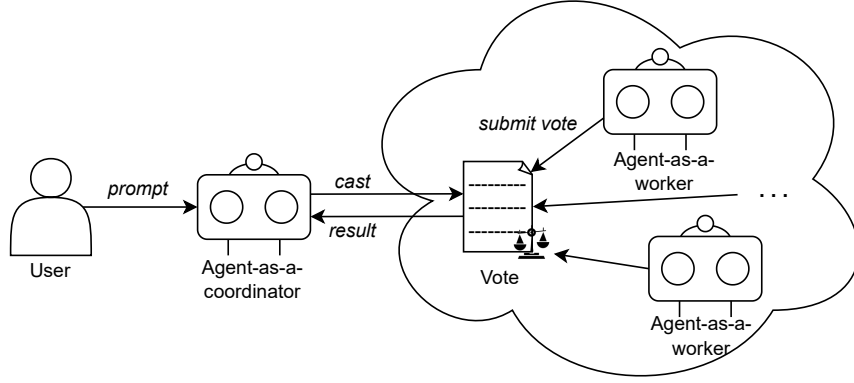 prompt
User
Agent-as-a-
coordinator
cast
result
Vote
submit vote
Agent-as-a-
worker
...
Agent-as-a-
worker